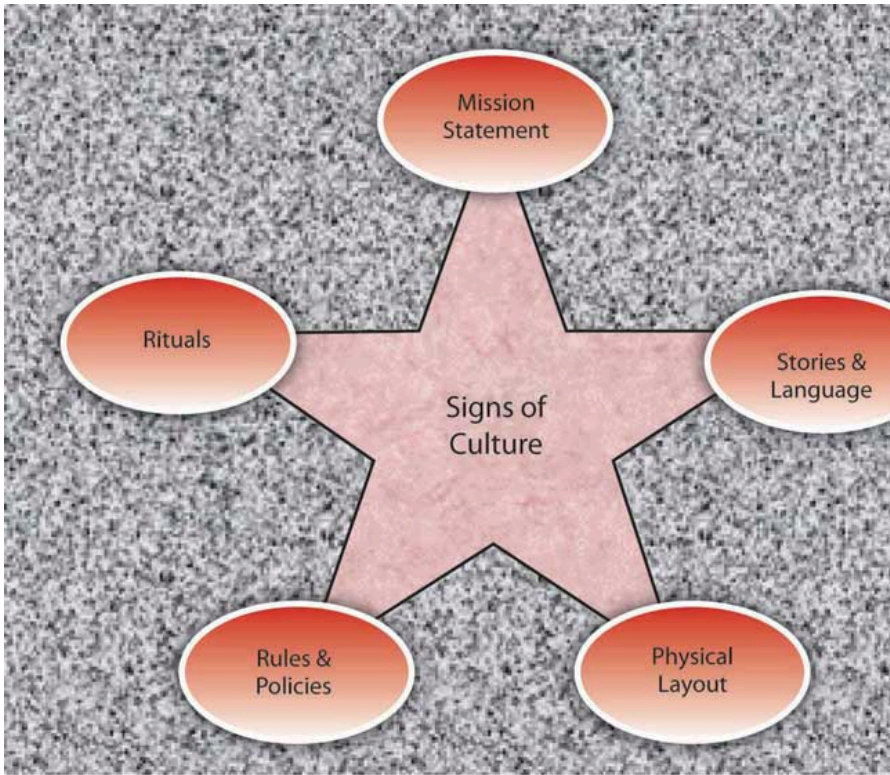 Mission
Statement
Rituals
Stories &
Language
Signs of
Culture
Rules &
Policies
Physical
Layout